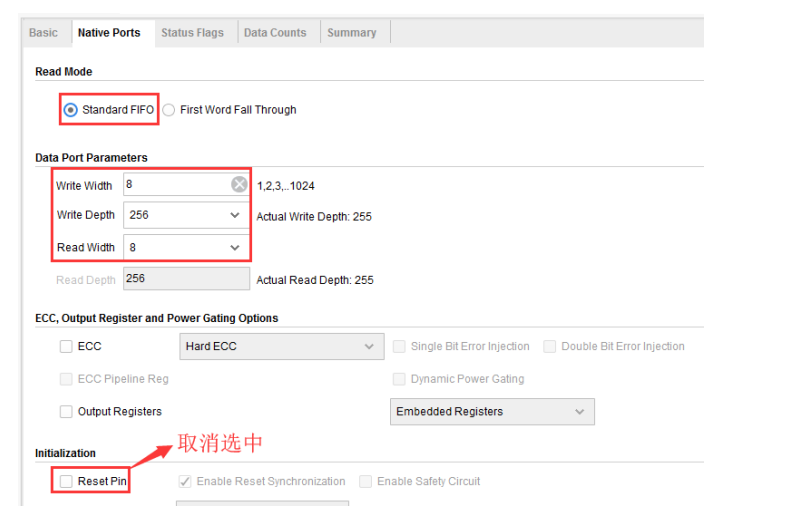 Basic Native Ports Status Flags Data Counts Summary
Read Mode
Standard FIFO First Word Fall Through
Data Port Parameters
Write Width 8 1,2,3,..1024
Write Depth 256 Actual Write Depth: 255
Read Width 8
Read Depth 256 Actual Read Depth: 255
ECC, Output Register and Power Gating Options
ECC Hard ECC Single Bit Error Injection Double Bit Error Injection
ECC Pipeline Reg Dynamic Power Gating
Output Registers Embedded Registers
取消选中
Initialization
Reset Pin Enable Reset Synchronization Enable Safety Circuit